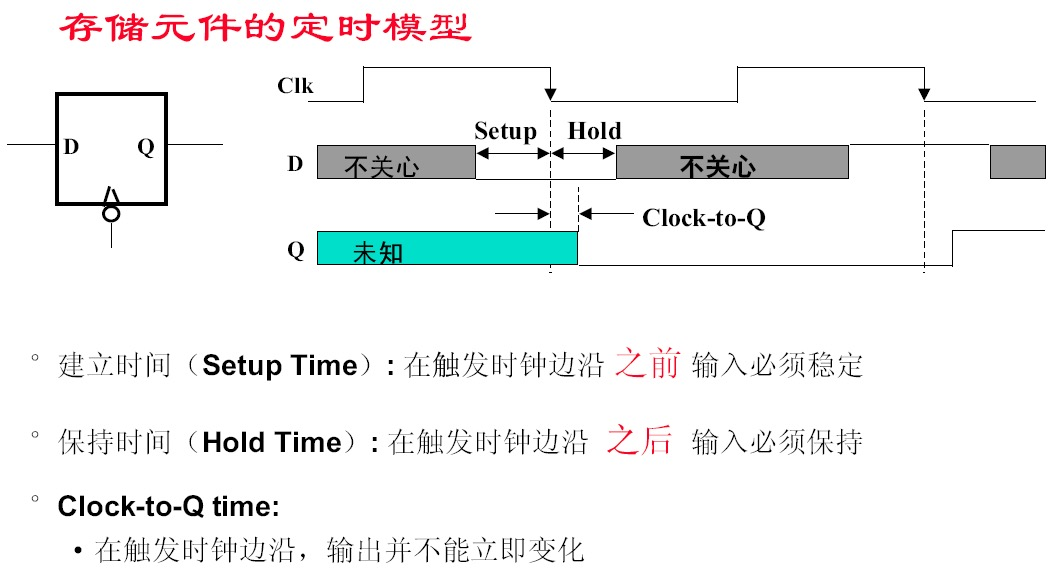 存储元件的定时模型
Clk
Setup Hold
D Q
D 不关心 不关心
Clock-to-Q
Q 未知
° 建立时间（Setup Time）: 在触发时钟边沿 之前 输入必须稳定
° 保持时间（Hold Time）: 在触发时钟边沿 之后 输入必须保持
° Clock-to-Q time:
• 在触发时钟边沿，输出并不能立即变化